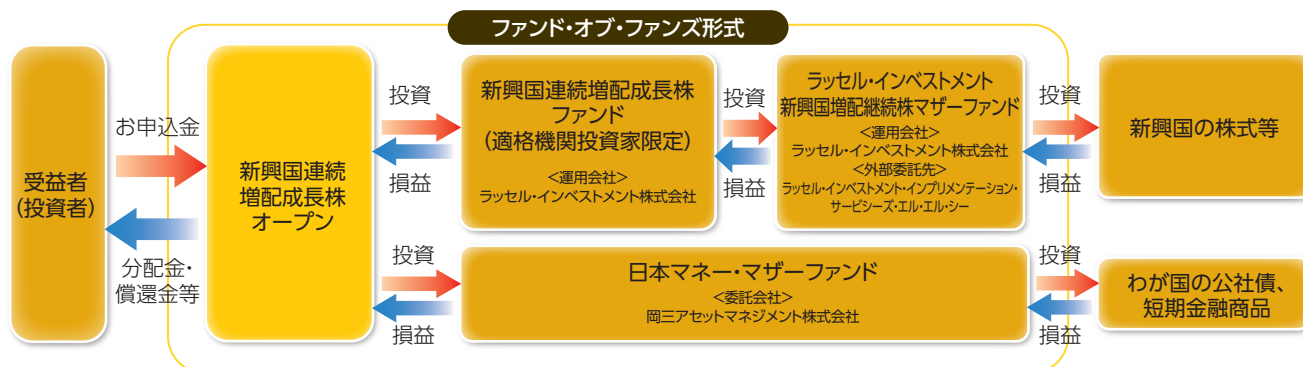 ファンド・オブ・ファンズ形式
受益者
(投資者)
お申込金
分配金・
償還金等
新興国連続
増配成長株
オープン
投資
損益
新興国連続増配成長株
ファンド
(適格機関投資家限定)
<運用会社>
ラッセル・インベストメント株式会社
投資
損益
ラッセル・インベストメント
新興国増配継続株マザーファンド
<運用会社>
ラッセル・インベストメント株式会社
<外部委託先>
ラッセル・インベストメント・インプリメンテーション・
サービシーズ・エル・エル・シー
投資
損益
新興国の株式等
投資
損益
日本マネー・マザーファンド
<委託会社>
岡三アセットマネジメント株式会社
投資
損益
わが国の公社債、
短期金融商品